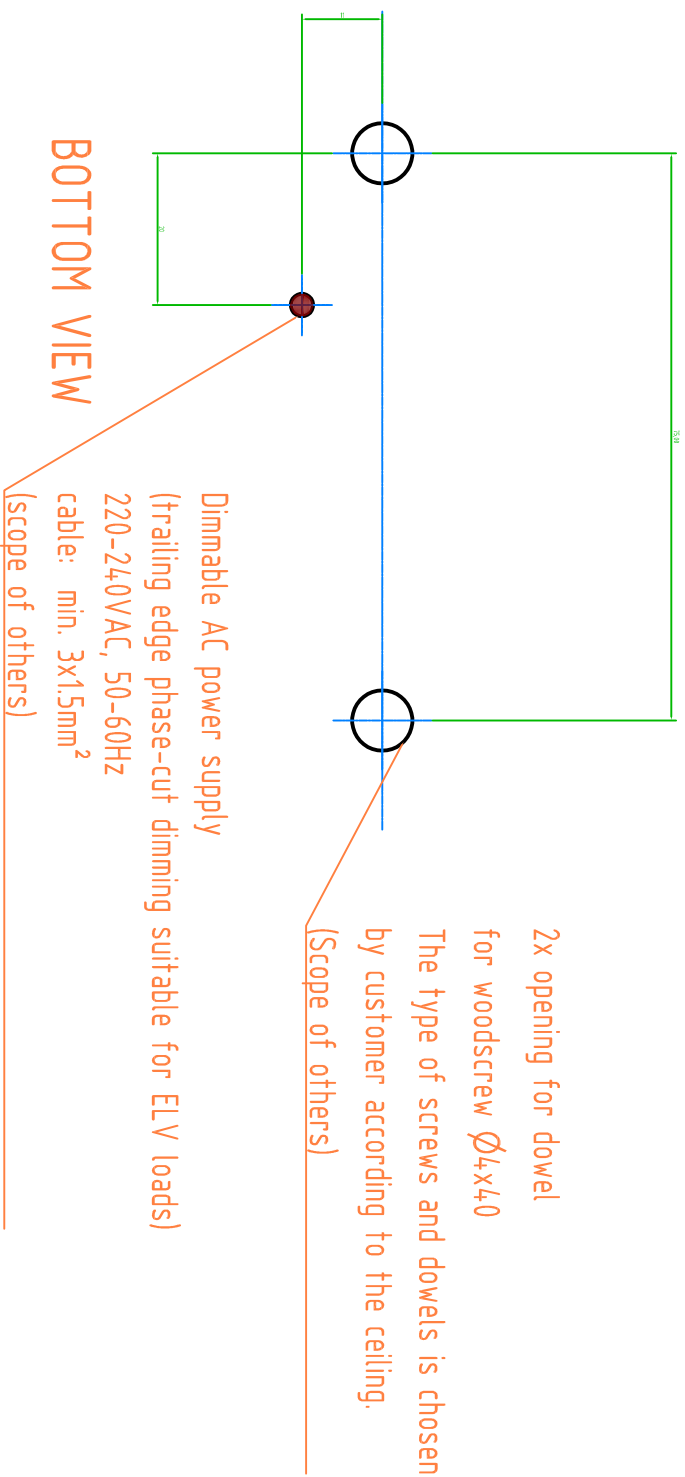 2x opening for dowel
for woodscrew Ø4x40
The type of screws and dowels is chosen
by customer according to the ceiling.
(Scope of others)
11
20
Dimmable AC power supply
(trailing edge phase-cut dimming suitable for ELV loads)
220-240VAC, 50-60Hz
cable: min. 3x1.5mm²
(scope of others)
BOTTOM VIEW